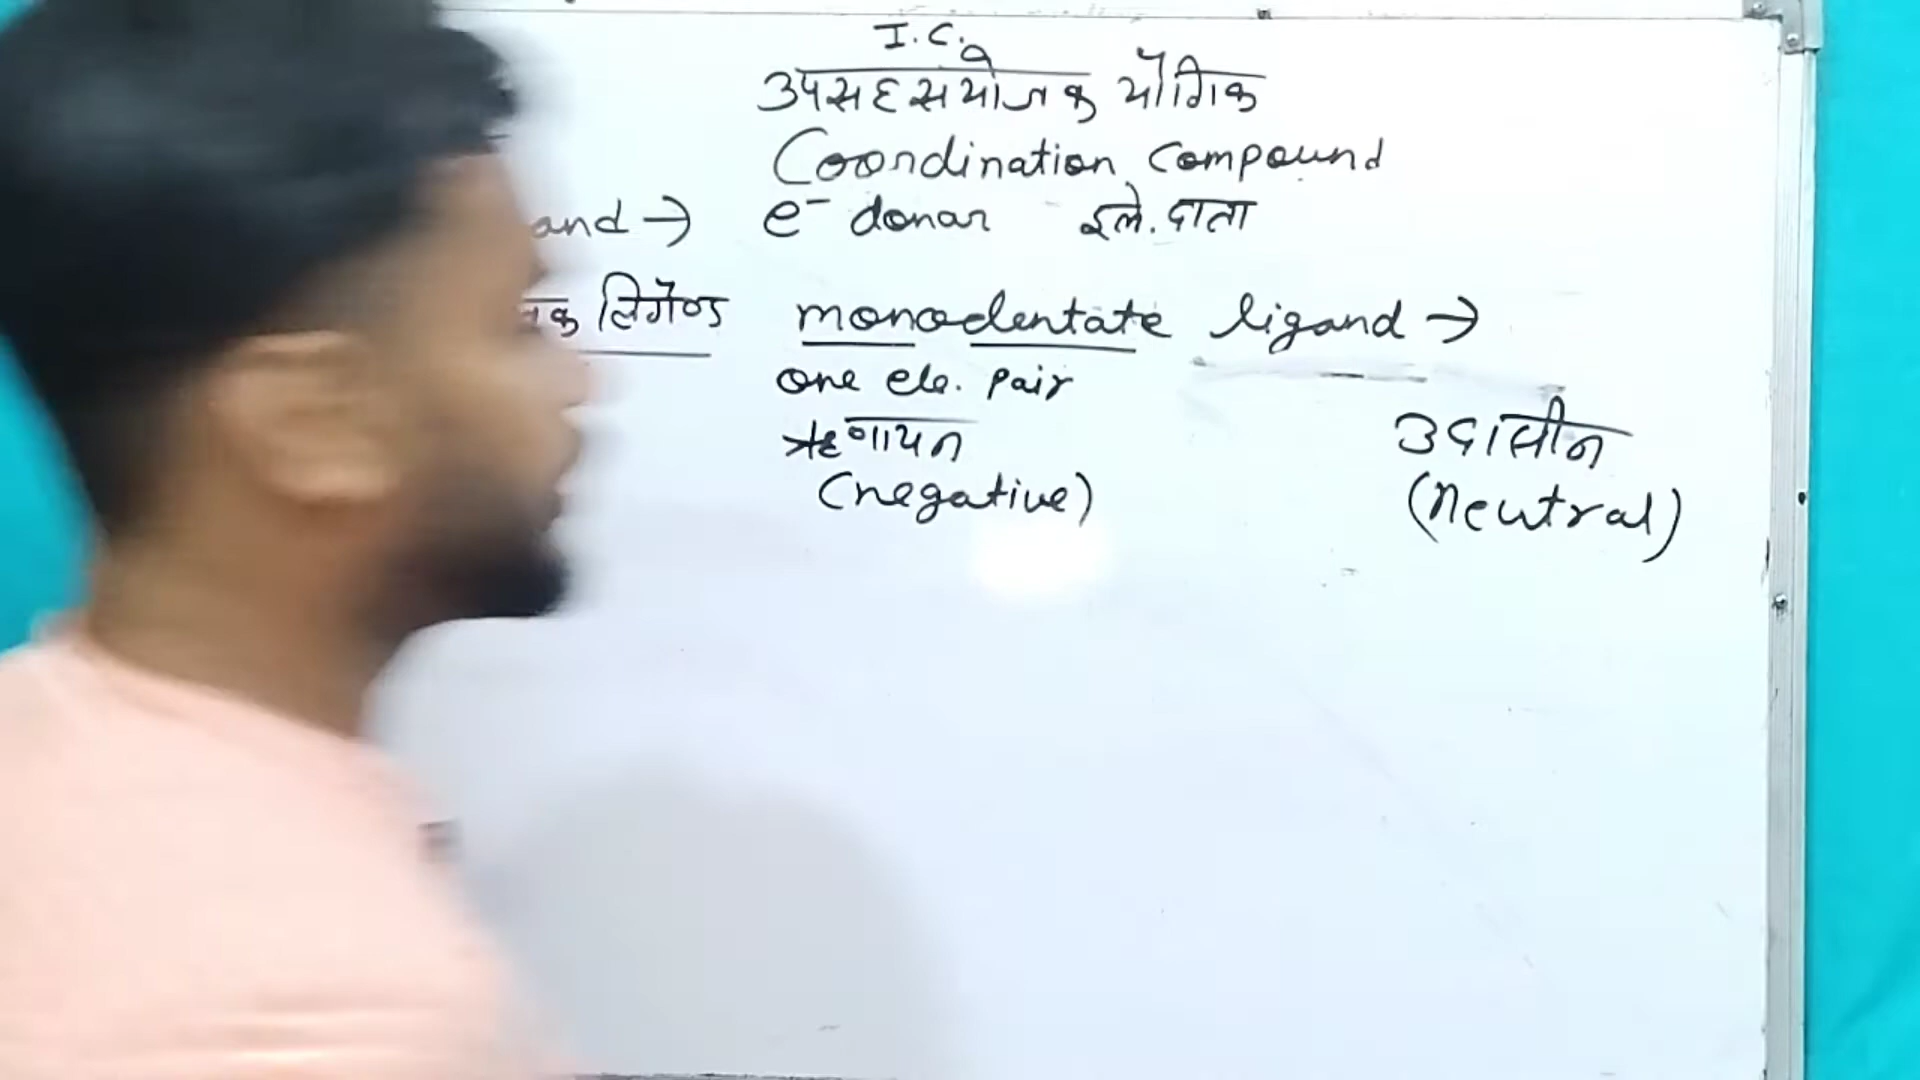 I.C.
उपसहसंयोजक यौगिक
Coordination Compound
and → e⁻ donar इले. दाता
क लिगेण्ड monodentate ligand →
one ele. pair
ऋणायन उदासीन
(negative) (Neutral)